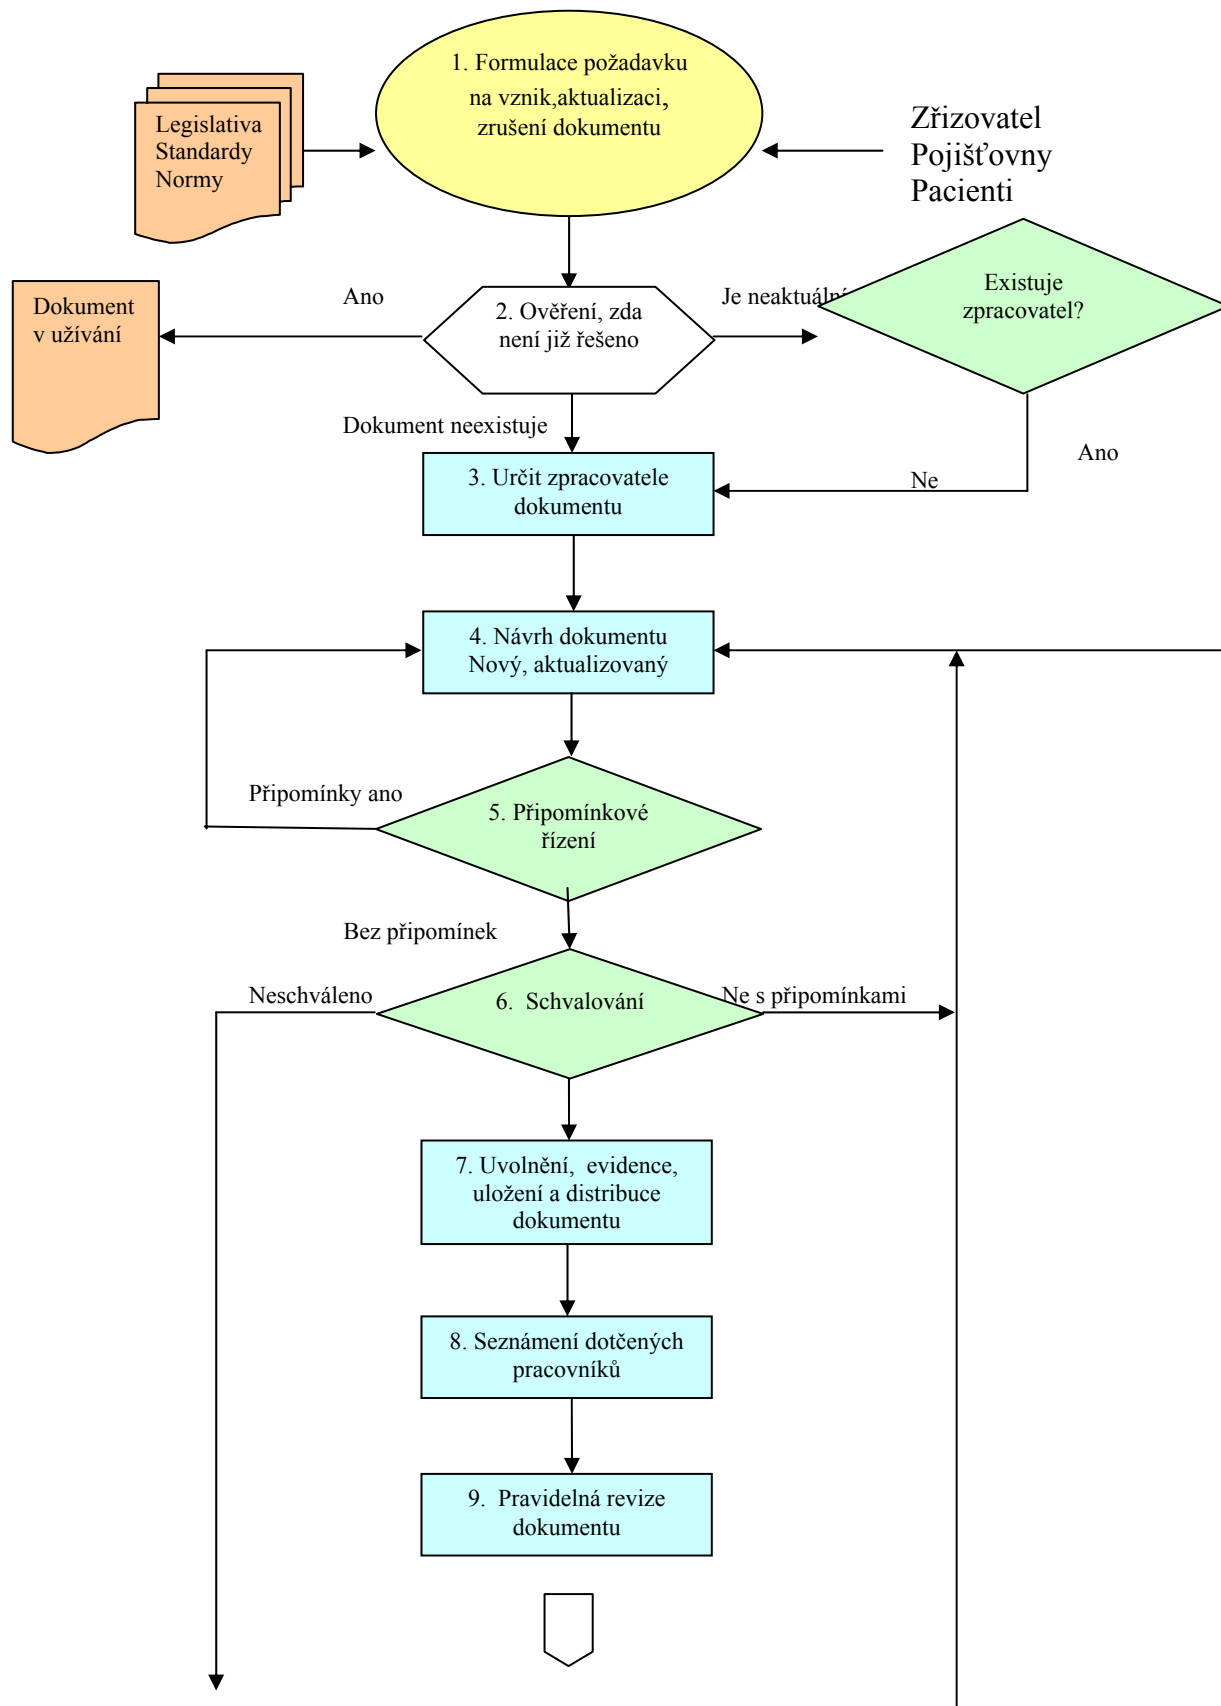 1. Formulace požadavku
na vznik,aktualizaci,
zrušení dokumentu
Legislativa
Standardy
Normy
Zřizovatel
Pojišťovny
Pacienti
Dokument
v užívání
Ano
2. Ověření, zda
není již řešeno
Je neaktuální
Existuje
zpracovatel?
Dokument neexistuje
Ano
3. Určit zpracovatele
dokumentu
Ne
4. Návrh dokumentu
Nový, aktualizovaný
Připomínky ano
5. Připomínkové
řízení
Bez připomínek
Neschváleno
6. Schvalování
Ne s připomínkami
7. Uvolnění, evidence,
uložení a distribuce
dokumentu
8. Seznámení dotčených
pracovníků
9. Pravidelná revize
dokumentu